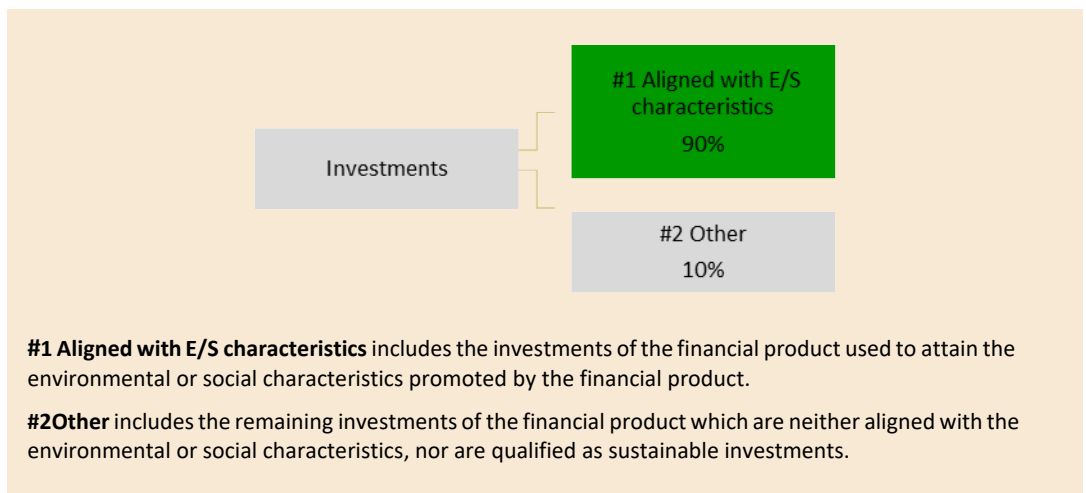 #1 Aligned with E/S
characteristics
90%
Investments
#2 Other
10%
#1 Aligned with E/S characteristics includes the investments of the financial product used to attain the
environmental or social characteristics promoted by the financial product.
#2Other includes the remaining investments of the financial product which are neither aligned with the
environmental or social characteristics, nor are qualified as sustainable investments.